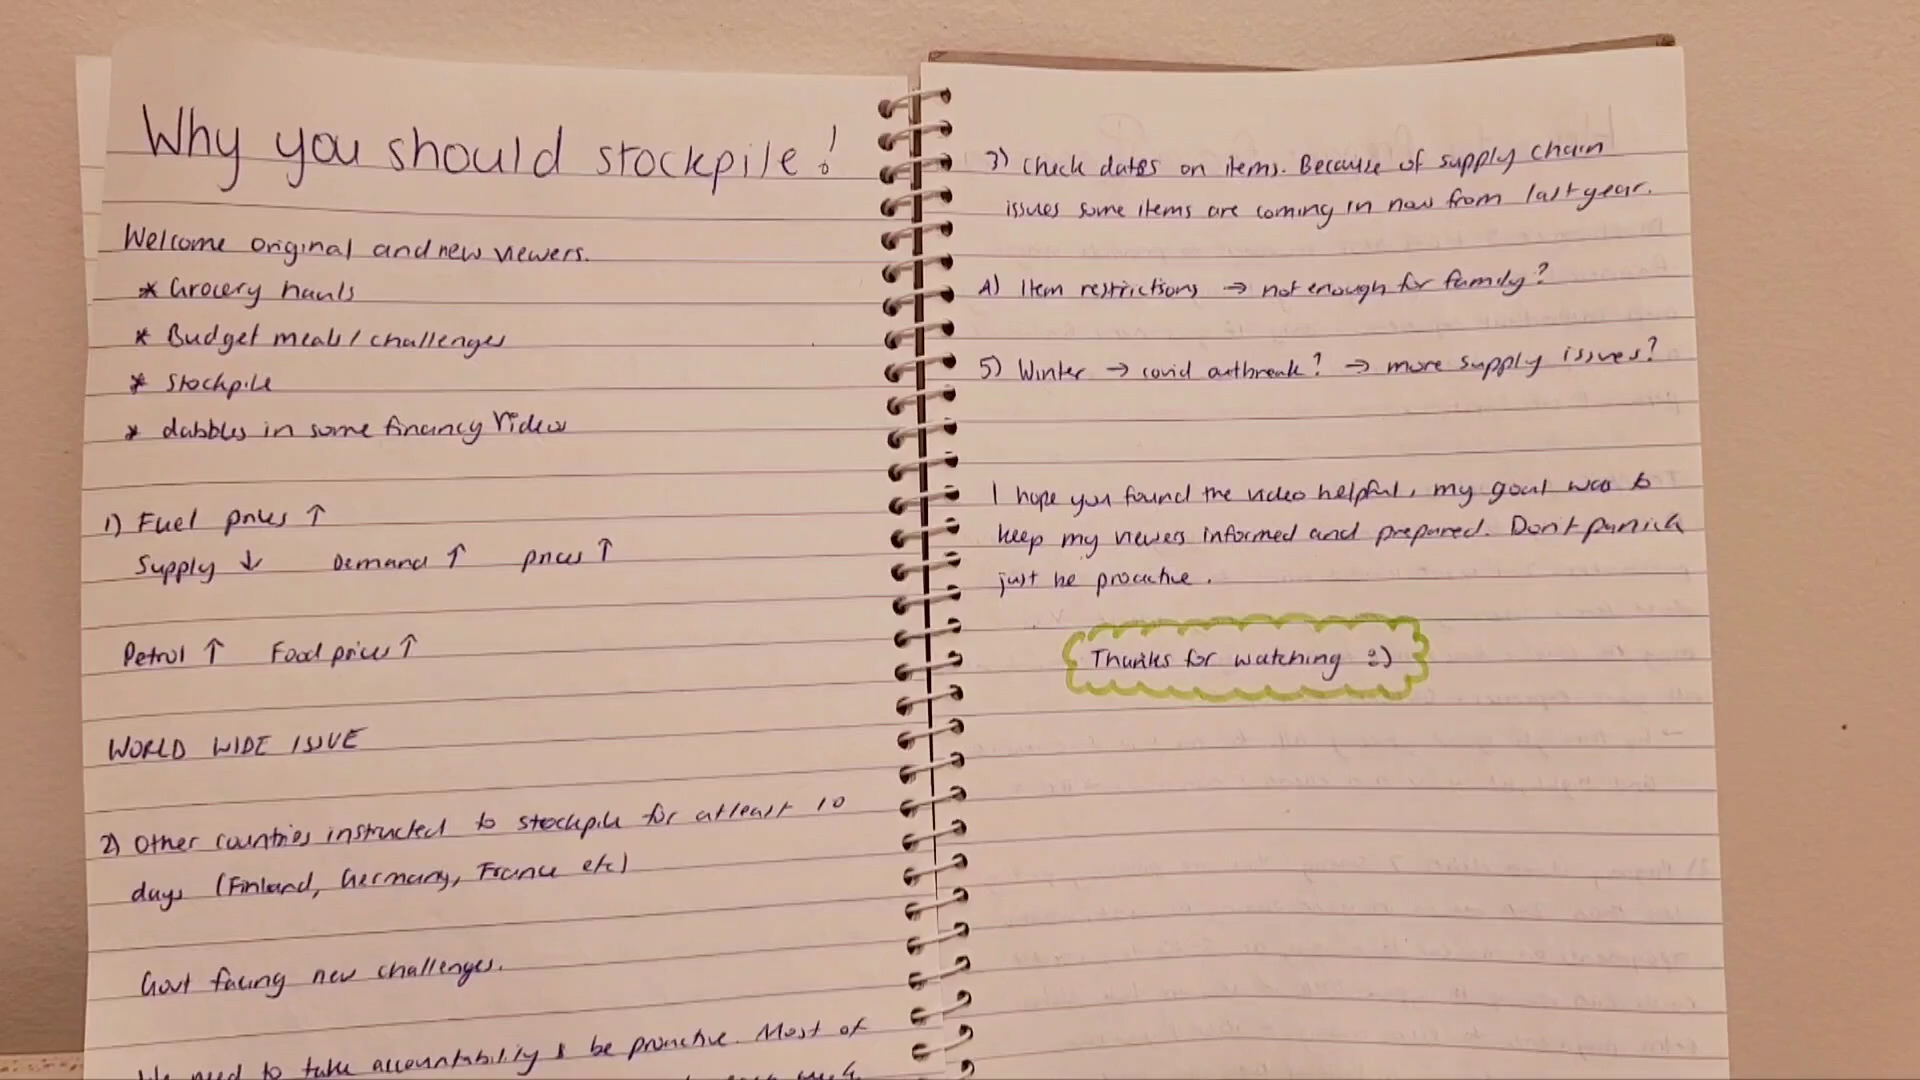 Why you should stockpile!
Welcome original and new viewers.
* Grocery hauls
* Budget meals / challenges
* Stockpile
* dabbles in some financy Videos
1) Fuel prices ↑
Supply ↓ Demand ↑ prices ↑
Petrol ↑ Food prices ↑
WORLD WIDE ISSUE
2) Other countries instructed to stockpile for atleast 10
days (Finland, Germany, France etc)
Govt facing new challenges.
We need to take accountability & be proactive. Most of
3) Check dates on items. Because of supply chain
issues some items are coming in now from last year.
4) Item restrictions → not enough for family?
5) Winter → covid outbreak? → more supply issues?
I hope you found the video helpful, my goal was to
keep my viewers informed and prepared. Don't panick
just be proactive.
Thanks for watching :)